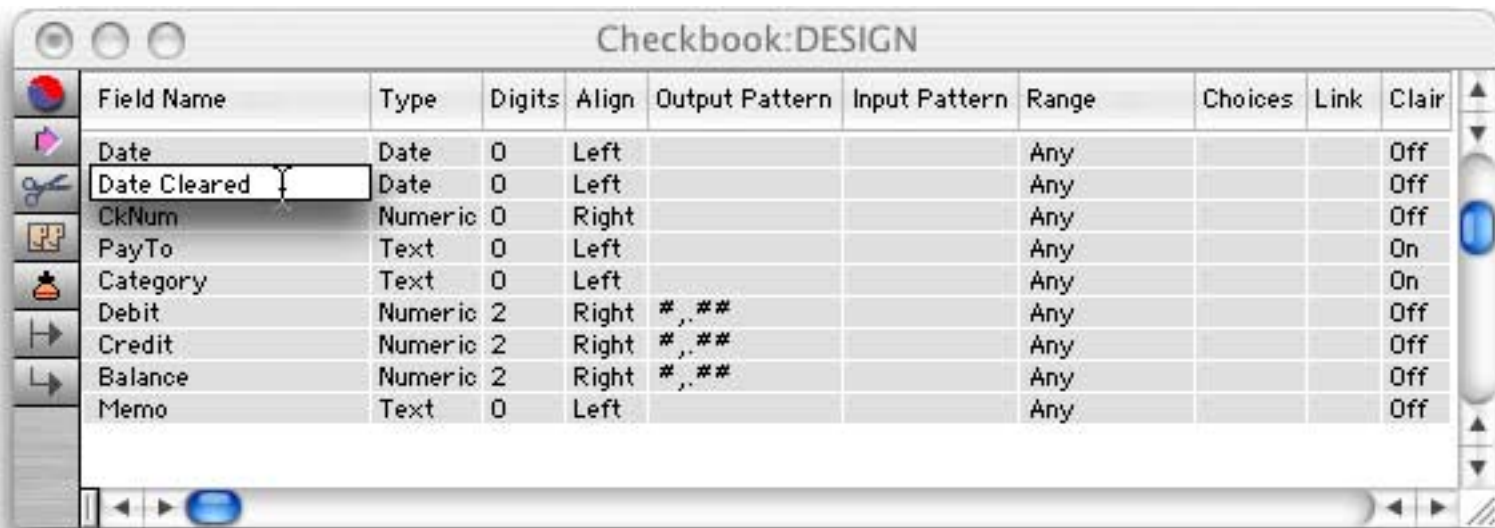 Checkbook:DESIGN
Field Name Type Digits Align Output Pattern Input Pattern Range Choices Link Clair
Date Date 0 Left Any Off
Date Cleared Date 0 Left Any Off
CkNum Numeric 0 Right Any Off
PayTo Text 0 Left Any On
Category Text 0 Left Any On
Debit Numeric 2 Right #,.## Any Off
Credit Numeric 2 Right #,.## Any Off
Balance Numeric 2 Right #,.## Any Off
Memo Text 0 Left Any Off